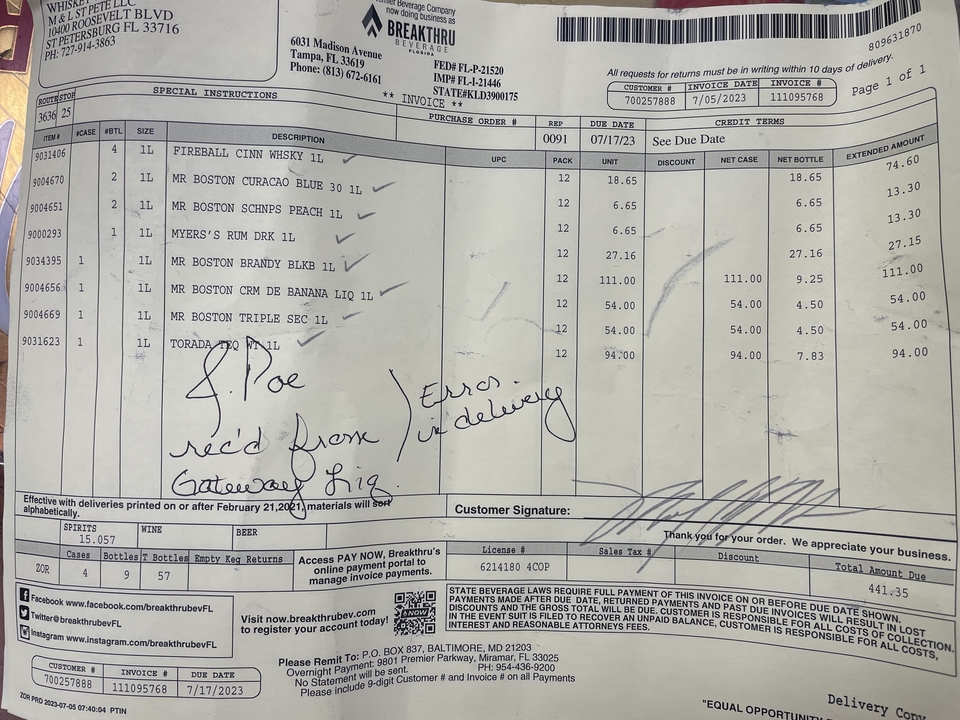 WHISKEY
M & L ST PETE LLC
10400 ROOSEVELT BLVD
ST PETERSBURG FL 33716
PH: 727-914-3863
Premier Beverage Company
now doing business as
BREAKTHRU
BEVERAGE
FLORIDA
6031 Madison Avenue
Tampa, FL 33619
Phone: (813) 672-6161
FED# FL-P-21520
IMP# FL-I-21446
STATE#KLD3900175
809631870
All requests for returns must be in writing within 10 days of delivery.
CUSTOMER # INVOICE DATE INVOICE #
700257888 7/05/2023 111095768
Page 1 of 1
ROUTE STOP SPECIAL INSTRUCTIONS
3636 25
** INVOICE **
PURCHASE ORDER # REP DUE DATE CREDIT TERMS
0091 07/17/23 See Due Date
ITEM # #CASE #BTL SIZE DESCRIPTION UPC PACK UNIT DISCOUNT NET CASE NET BOTTLE EXTENDED AMOUNT
9031406 4 1L FIREBALL CINN WHSKY 1L 12 18.65 18.65 74.60
9004670 2 1L MR BOSTON CURACAO BLUE 30 1L 12 6.65 6.65 13.30
9004651 2 1L MR BOSTON SCHNPS PEACH 1L 12 6.65 6.65 13.30
9000293 1 1L MYERS'S RUM DRK 1L 12 27.16 27.16 27.15
9034395 1 1L MR BOSTON BRANDY BLKB 1L 12 111.00 111.00 9.25 111.00
9004656 1 1L MR BOSTON CRM DE BANANA LIQ 1L 12 54.00 54.00 4.50 54.00
9004669 1 1L MR BOSTON TRIPLE SEC 1L 12 54.00 54.00 4.50 54.00
9031623 1 1L TORADA TEQ WT 1L 12 94.00 94.00 7.83 94.00
J. Poe
rec'd from
Gateway Liq.
Error
in delivery
Effective with deliveries printed on or after February 21,2021, materials will sort
alphabetically.
Customer Signature:
Thank you for your order. We appreciate your business.
SPIRITS WINE BEER
15.057
Cases Bottles T Bottles Empty Keg Returns
ZOR 4 9 57
Access PAY NOW, Breakthru's
online payment portal to
manage invoice payments.
License # Sales Tax # Discount Total Amount Due
6214180 4COP 441.35
Facebook www.facebook.com/breakthrubevFL
Twitter@breakthrubevFL
Instagram www.instagram.com/breakthrubevFL
Visit now.breakthrubev.com
to register your account today!
STATE BEVERAGE LAWS REQUIRE FULL PAYMENT OF THIS INVOICE ON OR BEFORE DUE DATE SHOWN.
PAYMENTS MADE AFTER DUE DATE, RETURNED PAYMENTS AND PAST DUE INVOICES WILL RESULT IN LOST
DISCOUNTS AND THE GROSS TOTAL WILL BE DUE. CUSTOMER IS RESPONSIBLE FOR ALL COSTS OF COLLECTION.
IN THE EVENT SUIT IS FILED TO RECOVER AN UNPAID BALANCE, CUSTOMER IS RESPONSIBLE FOR ALL COSTS,
INTEREST AND REASONABLE ATTORNEYS FEES.
CUSTOMER # INVOICE # DUE DATE
700257888 111095768 7/17/2023
Please Remit To: P.O. BOX 837, BALTIMORE, MD 21203
Overnight Payment: 9801 Premier Parkway, Miramar, FL 33025
No Statement will be sent. PH: 954-436-9200
Please include 9-digit Customer # and Invoice # on all Payments
ZOR PRD 2023-07-05 07:40:04 PTIN
Delivery Copy
"EQUAL OPPORTUNITY